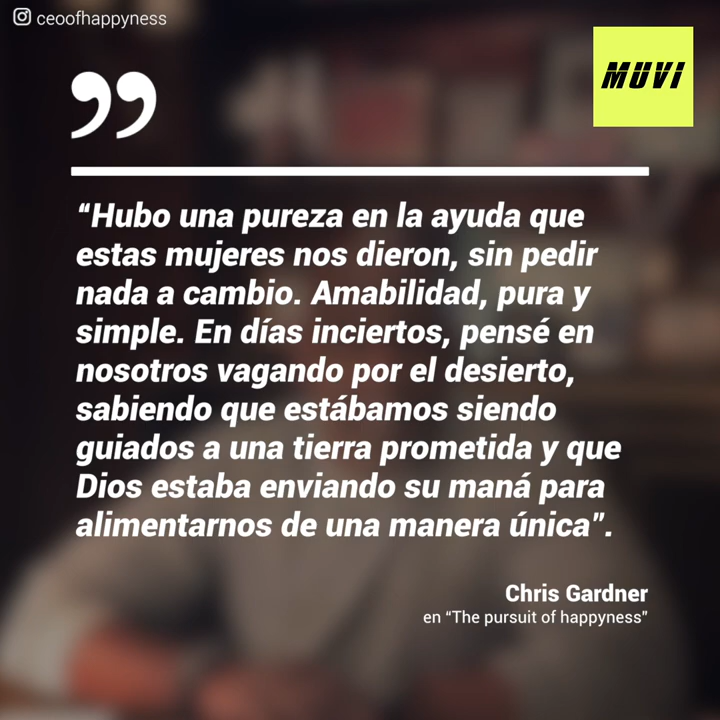 ceoofhappyness
MUVI
”
“Hubo una pureza en la ayuda que
estas mujeres nos dieron, sin pedir
nada a cambio. Amabilidad, pura y
simple. En días inciertos, pensé en
nosotros vagando por el desierto,
sabiendo que estábamos siendo
guiados a una tierra prometida y que
Dios estaba enviando su maná para
alimentarnos de una manera única”.
Chris Gardner
en “The pursuit of happyness”